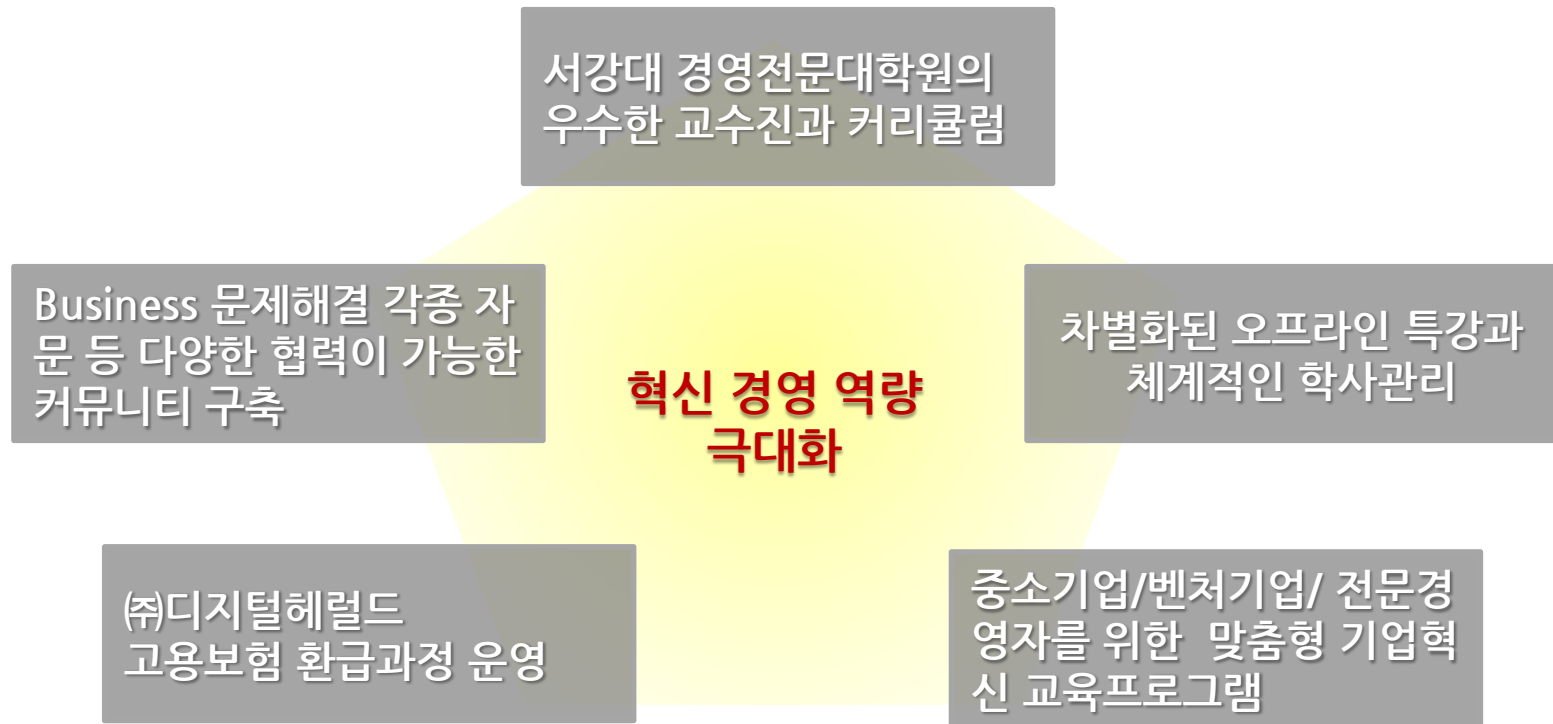 서강대 경영전문대학원의
우수한 교수진과 커리큘럼
Business 문제해결 각종 자
문 등 다양한 협력이 가능한
커뮤니티 구축
혁신 경영 역량
극대화
차별화된 오프라인 특강과
체계적인 학사관리
㈜디지털헤럴드
고용보험 환급과정 운영
중소기업/벤처기업/ 전문경
영자를 위한  맞춤형 기업혁
신 교육프로그램